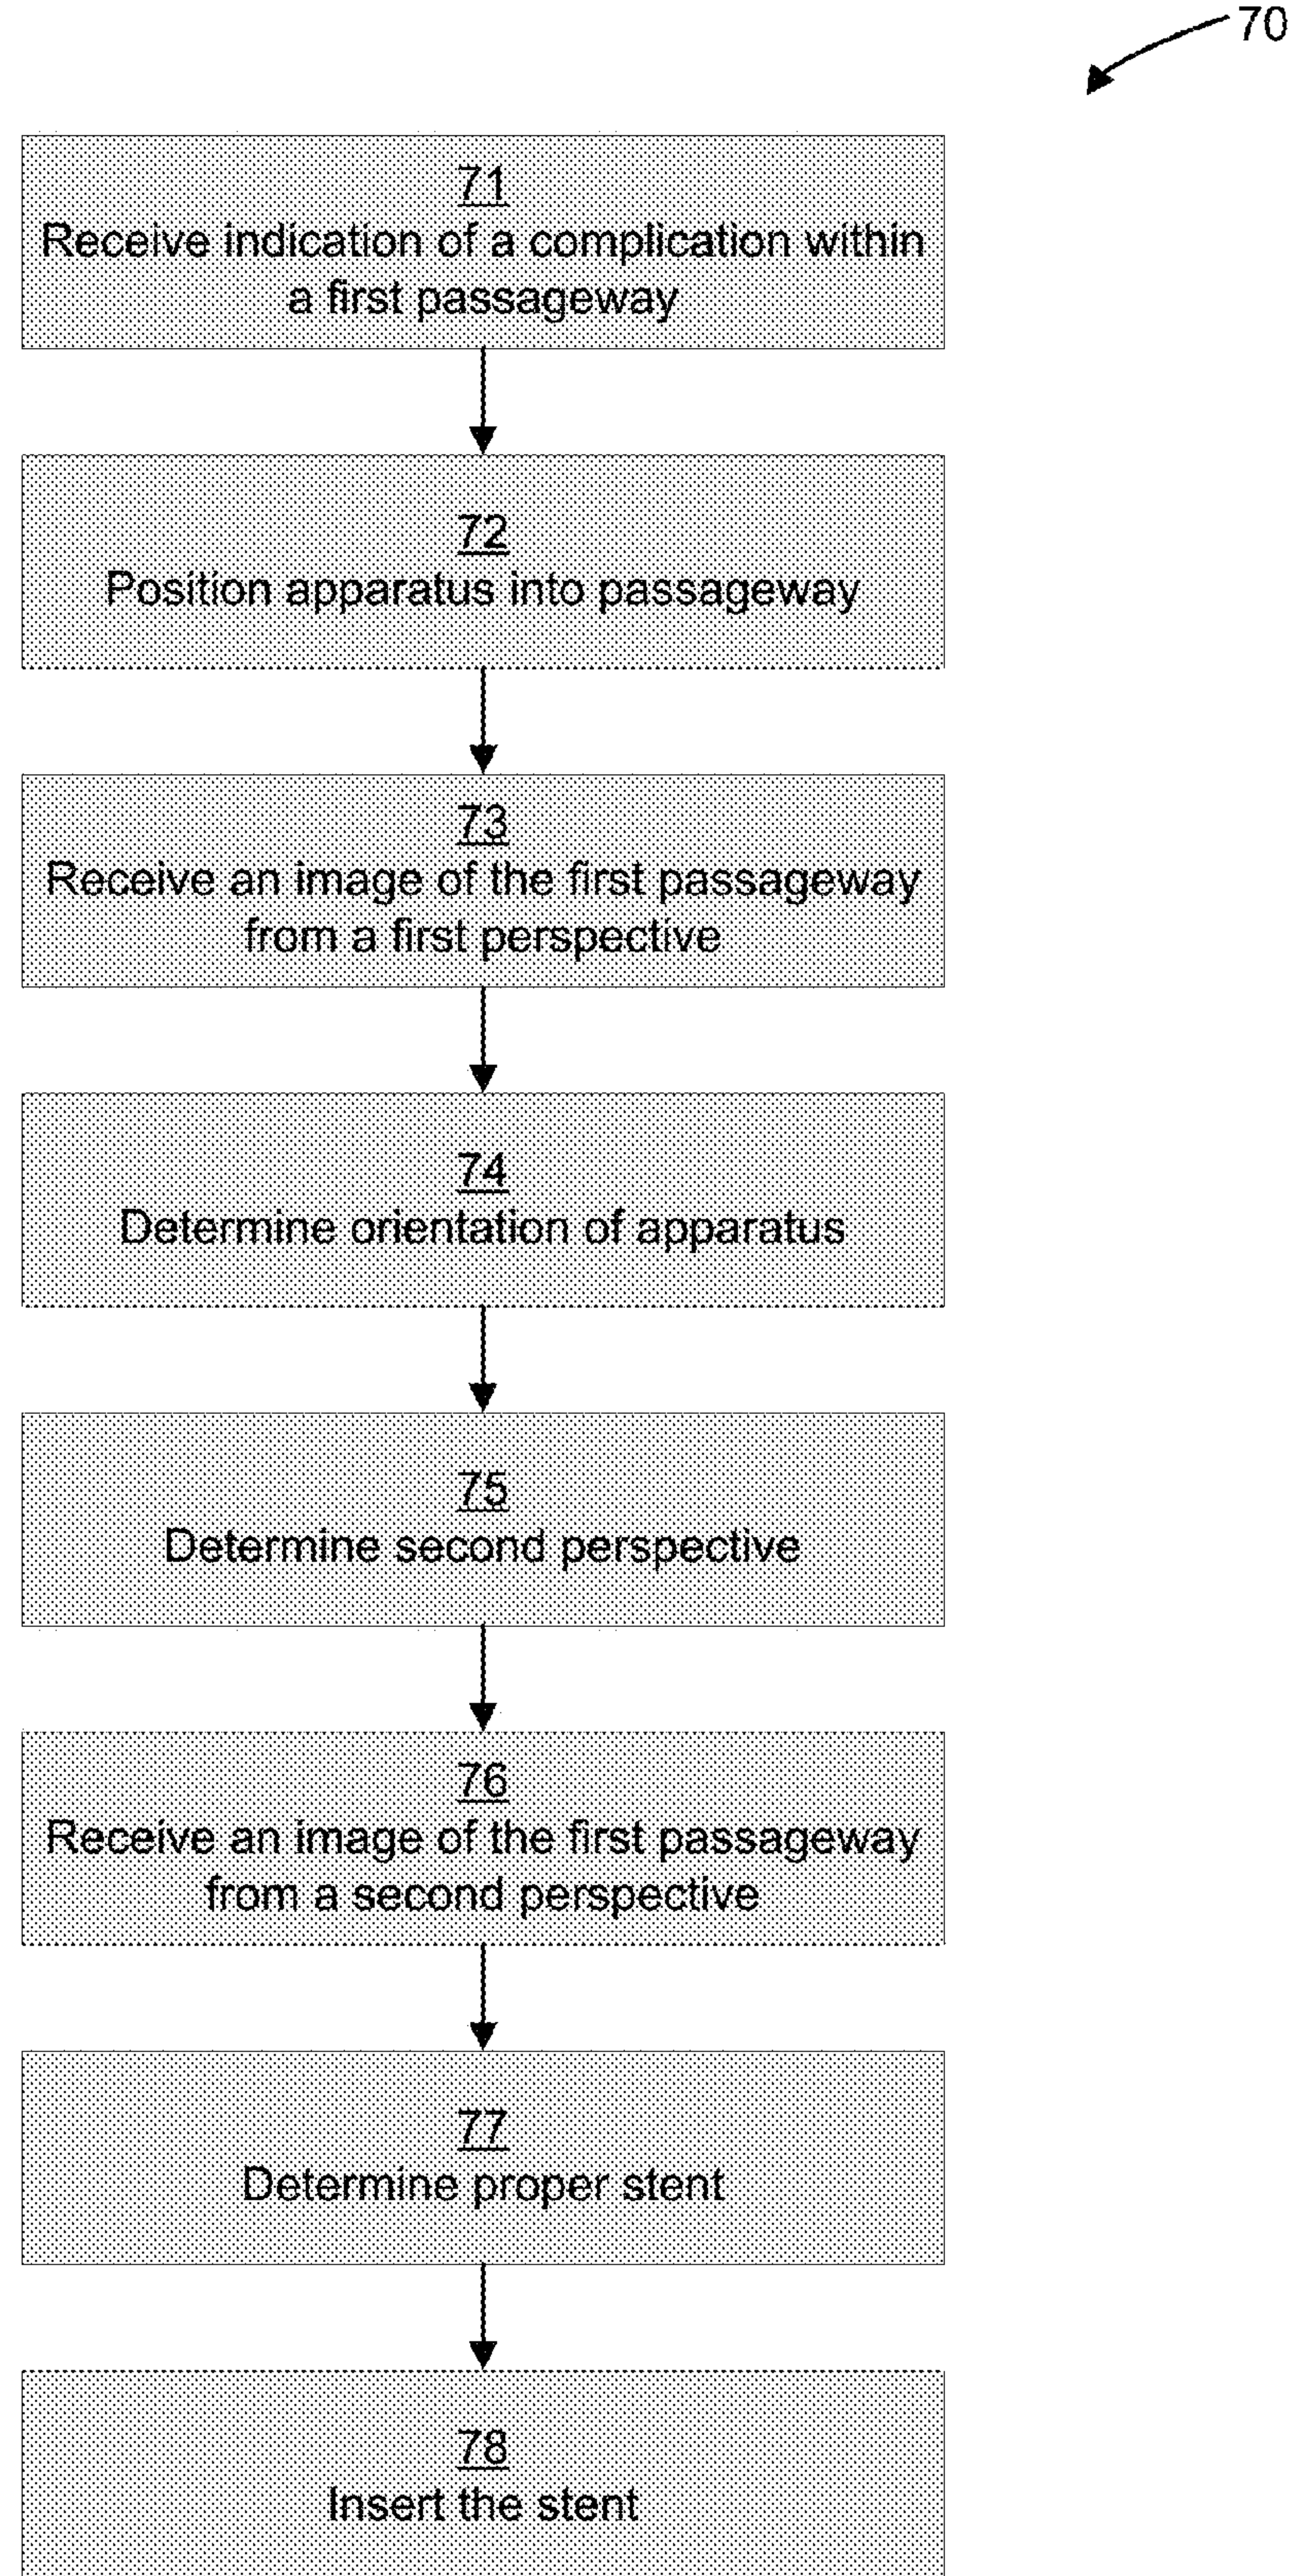 70
71
Receive indication of a complication within
a first passageway
72
Position apparatus into passageway
73
Receive an image of the first passageway
from a first perspective
74
Determine orientation of apparatus
75
Determine second perspective
76
Receive an image of the first passageway
from a second perspective
77
Determine proper stent
78
Insert the stent